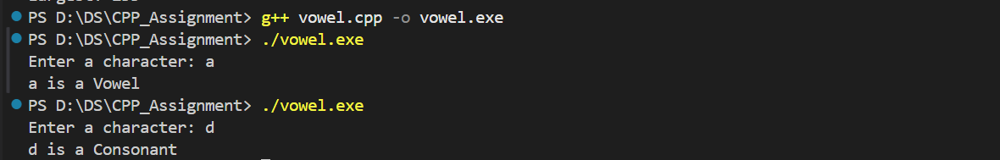 PS D:\DS\CPP_Assignment> g++ vowel.cpp -o vowel.exe
PS D:\DS\CPP_Assignment> ./vowel.exe
Enter a character: a
a is a Vowel
PS D:\DS\CPP_Assignment> ./vowel.exe
Enter a character: d
d is a Consonant